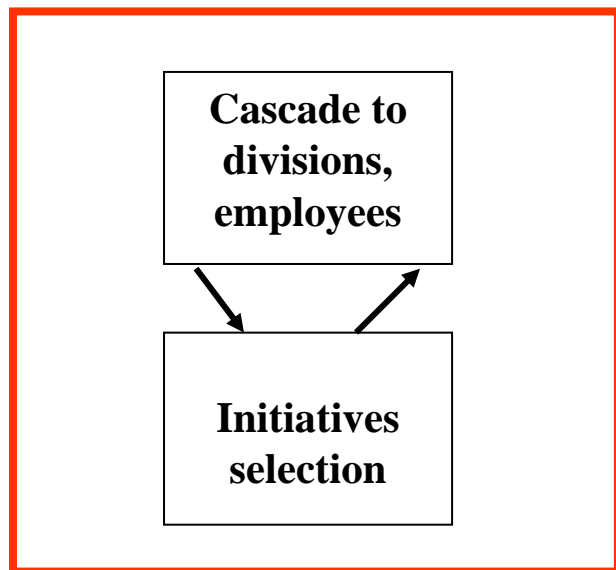 Cascade to
divisions,
employees
Initiatives
selection